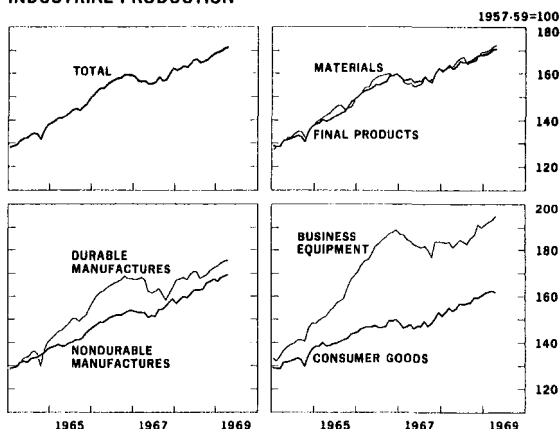 INDUSTRIAL PRODUCTION
1957-59=100
180
TOTAL
MATERIALS
160
140
FINAL PRODUCTS
120
200
DURABLE
MANUFACTURES
BUSINESS
EQUIPMENT
180
160
NONDURABLE
MANUFACTURES
CONSUMER GOODS
140
120
110
1965 1967 1969 1965 1967 1969